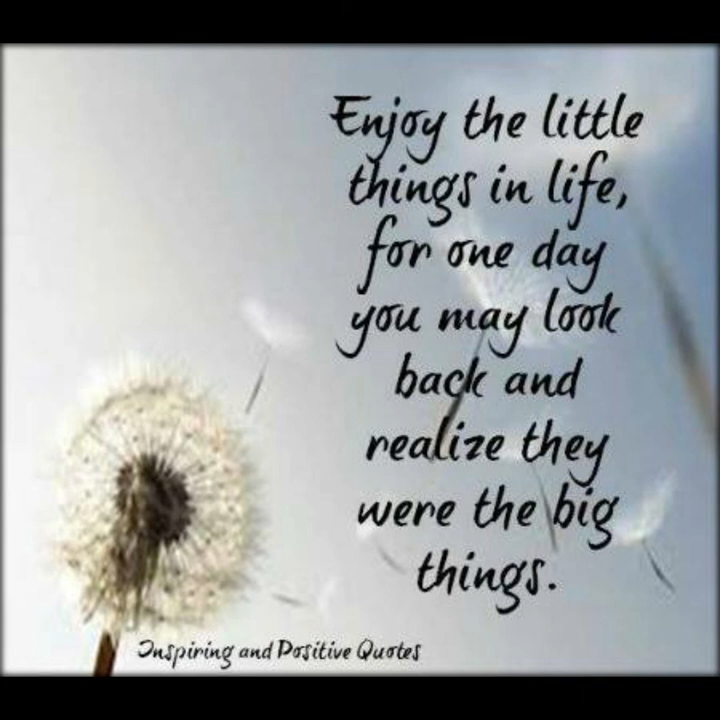 Enjoy the little
things in life,
for one day
you may look
back and
realize they
were the big
things.
Inspiring and Positive Quotes